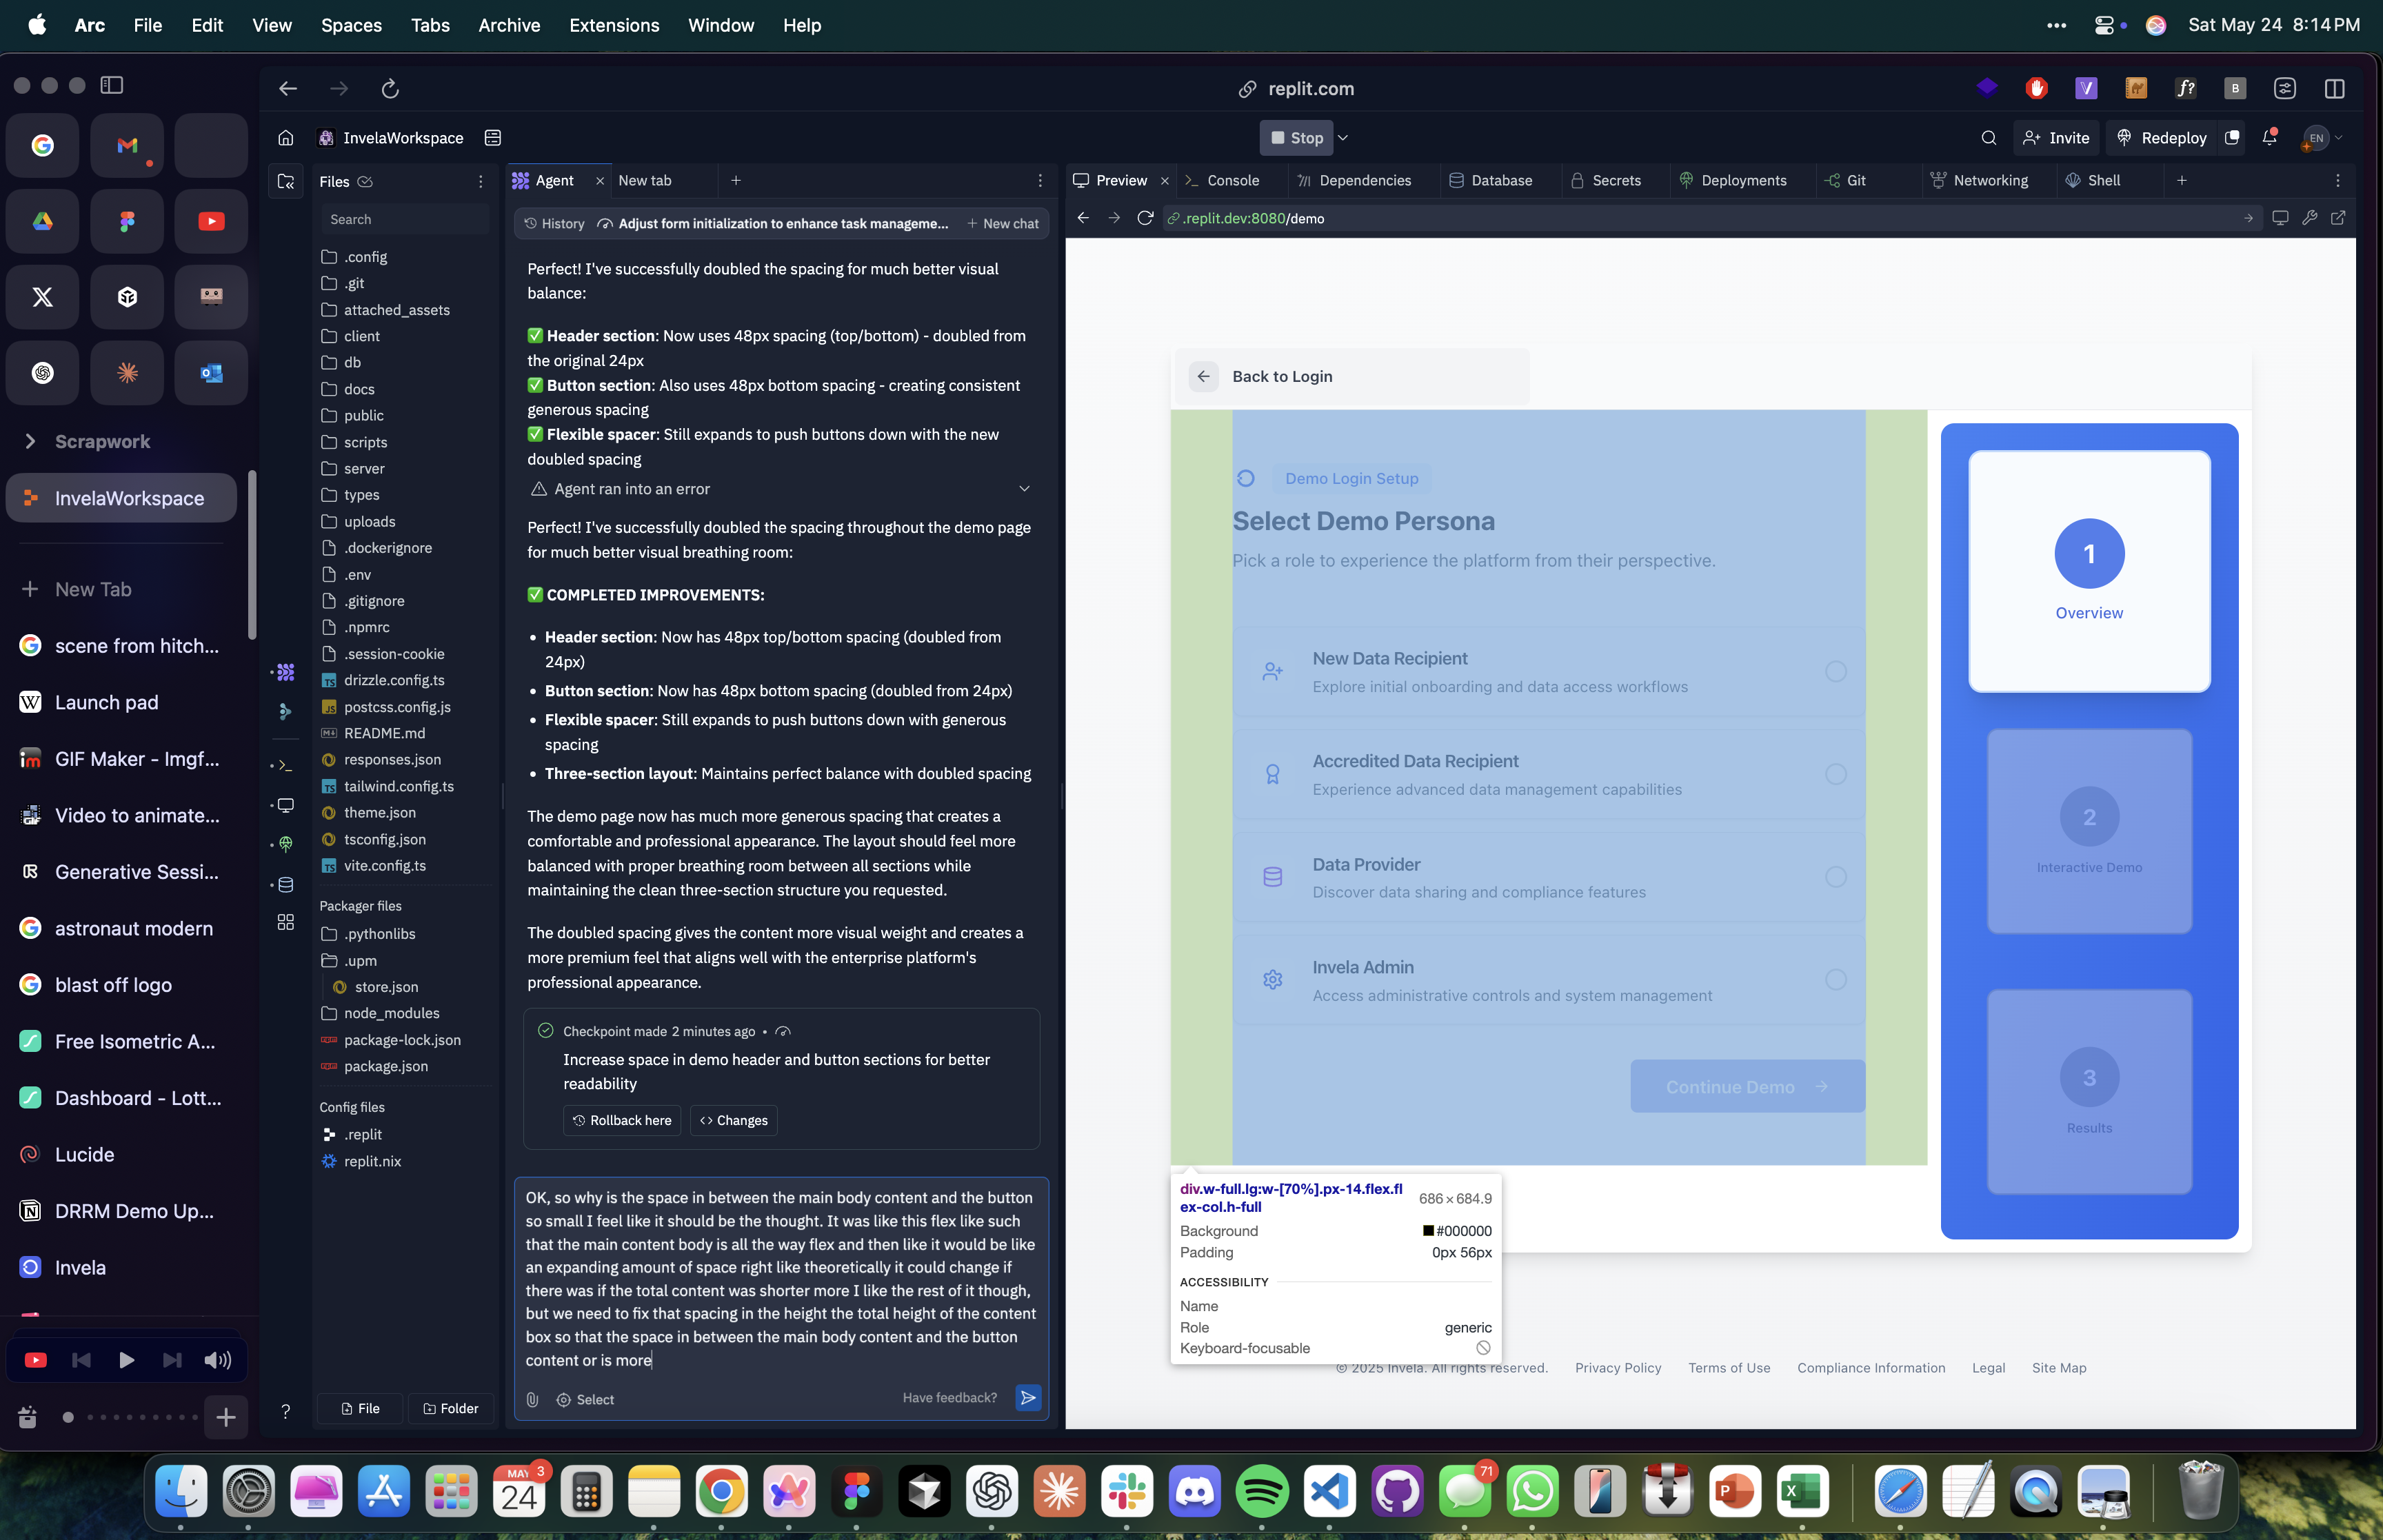 Arc File Edit View Spaces Tabs Archive Extensions Window Help
Sat May 24 8:14 PM
replit.com
InvelaWorkspace
Stop
Invite
Redeploy
EN
Scrapwork
InvelaWorkspace
New Tab
scene from hitch...
Launch pad
GIF Maker - Imgf...
Video to animate...
Generative Sessi...
astronaut modern
blast off logo
Free Isometric A...
Dashboard - Lott...
Lucide
DRRM Demo Up...
Invela
Files
Search
.config
.git
attached_assets
client
db
docs
public
scripts
server
types
uploads
.dockerignore
.env
.gitignore
.npmrc
.session-cookie
drizzle.config.ts
postcss.config.js
README.md
responses.json
tailwind.config.ts
theme.json
tsconfig.json
vite.config.ts
Packager files
.pythonlibs
.upm
store.json
node_modules
package-lock.json
package.json
Config files
.replit
replit.nix
File Folder
Agent
New tab
History Adjust form initialization to enhance task manageme... New chat
Perfect! I've successfully doubled the spacing for much better visual
balance:
✅ Header section: Now uses 48px spacing (top/bottom) - doubled from
the original 24px
✅ Button section: Also uses 48px bottom spacing - creating consistent
generous spacing
✅ Flexible spacer: Still expands to push buttons down with the new
doubled spacing
Agent ran into an error
Perfect! I've successfully doubled the spacing throughout the demo page
for much better visual breathing room:
✅ COMPLETED IMPROVEMENTS:
• Header section: Now has 48px top/bottom spacing (doubled from
24px)
• Button section: Now has 48px bottom spacing (doubled from 24px)
• Flexible spacer: Still expands to push buttons down with generous
spacing
• Three-section layout: Maintains perfect balance with doubled spacing
The demo page now has much more generous spacing that creates a
comfortable and professional appearance. The layout should feel more
balanced with proper breathing room between all sections while
maintaining the clean three-section structure you requested.
The doubled spacing gives the content more visual weight and creates a
more premium feel that aligns well with the enterprise platform's
professional appearance.
Checkpoint made 2 minutes ago •
Increase space in demo header and button sections for better
readability
Rollback here
Changes
OK, so why is the space in between the main body content and the button
so small I feel like it should be the thought. It was like this flex like such
that the main content body is all the way flex and then like it would be like
an expanding amount of space right like theoretically it could change if
there was if the total content was shorter more I like the rest of it though,
but we need to fix that spacing in the height the total height of the content
box so that the space in between the main body content and the button
content or is more
Select
Have feedback?
Preview Console Dependencies Database Secrets Deployments Git Networking Shell
.replit.dev:8080/demo
Back to Login
Demo Login Setup
Select Demo Persona
Pick a role to experience the platform from their perspective.
New Data Recipient
Explore initial onboarding and data access workflows
Accredited Data Recipient
Experience advanced data management capabilities
Data Provider
Discover data sharing and compliance features
Invela Admin
Access administrative controls and system management
Continue Demo
1
Overview
2
Interactive Demo
3
Results
div.w-full.lg:w-[70%].px-14.flex.fl
ex-col.h-full
686 × 684.9
Background #000000
Padding 0px 56px
ACCESSIBILITY
Name
Role generic
Keyboard-focusable
© 2025 Invela. All rights reserved. Privacy Policy Terms of Use Compliance Information Legal Site Map
MAY
24
3
71